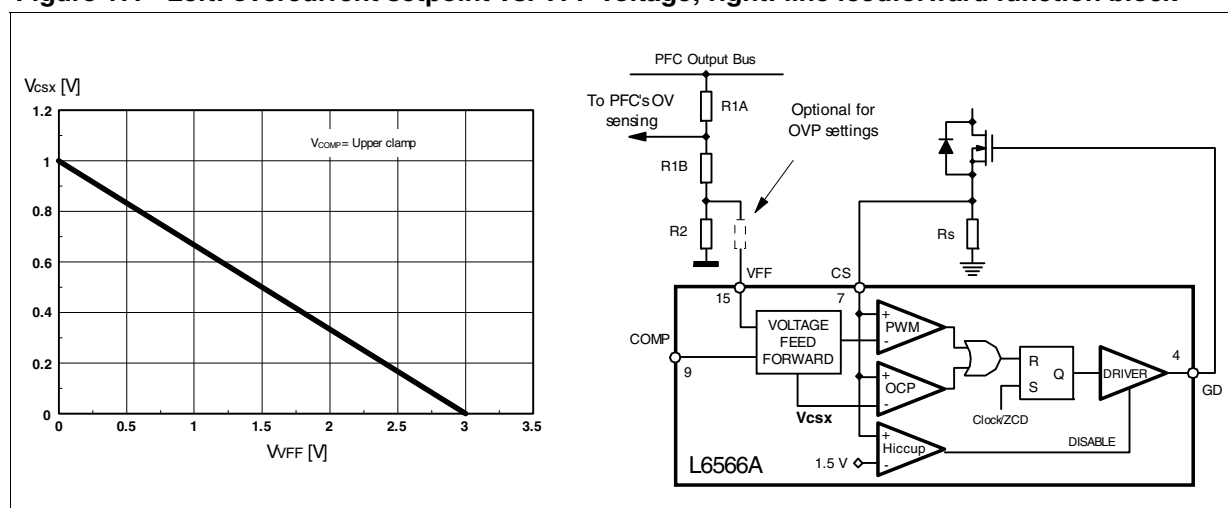 Figure Left: overcurrent setpoint vs. VFF voltage; right: line feedforward function block
Vcsx [V]
1.2
1
0.8
0.6
0.4
0.2
0
VCOMP = Upper clamp
0 0.5 1 1.5 2 2.5 3 3.5
VVFF [V]
PFC Output Bus
To PFC's OV
sensing
R1A
Optional for
OVP settings
R1B
R2
Rs
VFF
CS
15
7
COMP
9
VOLTAGE
FEED
FORWARD
+
PWM
-
+
OCP
-
Vcsx
+
Hiccup
-
1.5 V
R
S
Q
Clock/ZCD
DRIVER
DISABLE
4
GD
L6566A